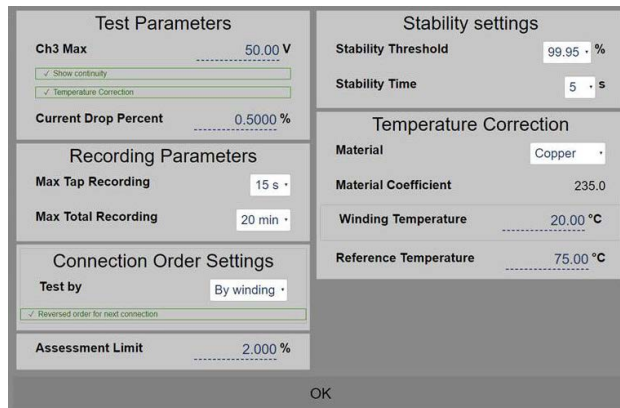 Test Parameters
Ch3 Max 50.00 V
✓ Show continuity
✓ Temperature Correction
Current Drop Percent 0.5000 %
Recording Parameters
Max Tap Recording 15 s
Max Total Recording 20 min
Connection Order Settings
Test by By winding
✓ Reversed order for next connection
Assessment Limit 2.000 %
Stability settings
Stability Threshold 99.95 %
Stability Time 5 s
Temperature Correction
Material Copper
Material Coefficient 235.0
Winding Temperature 20.00 °C
Reference Temperature 75.00 °C
OK